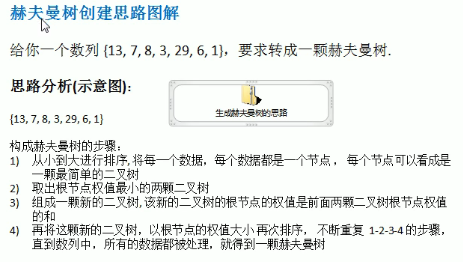 赫夫曼树创建思路图解
给你一个数列 {13, 7, 8, 3, 29, 6, 1}，要求转成一颗赫夫曼树.
思路分析(示意图)：
生成赫夫曼树的思路
{13, 7, 8, 3, 29, 6, 1}
构成赫夫曼树的步骤：
1) 从小到大进行排序, 将每一个数据，每个数据都是一个节点 ， 每个节点可以看成是
一颗最简单的二叉树
2) 取出根节点权值最小的两颗二叉树
3) 组成一颗新的二叉树, 该新的二叉树的根节点的权值是前面两颗二叉树根节点权值
的和
4) 再将这颗新的二叉树，以根节点的权值大小 再次排序， 不断重复 1-2-3-4 的步骤，
直到数列中，所有的数据都被处理，就得到一颗赫夫曼树